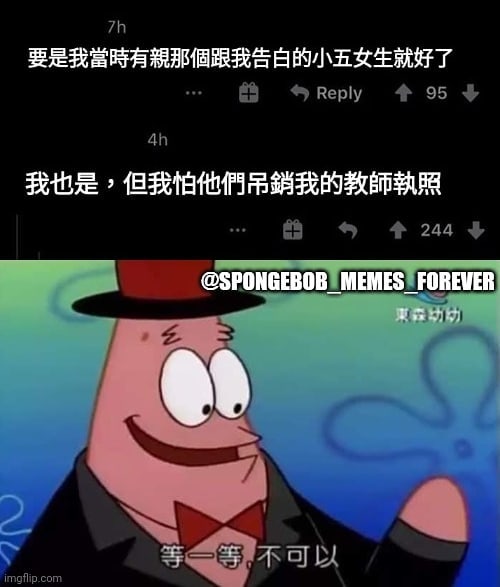 7h
要是我當時有親那個跟我告白的小五女生就好了
Reply 95
4h
我也是，但我怕他們吊銷我的教師執照
244
@SPONGEBOB_MEMES_FOREVER
東森幼幼
等一等,不可以
imgflip.com